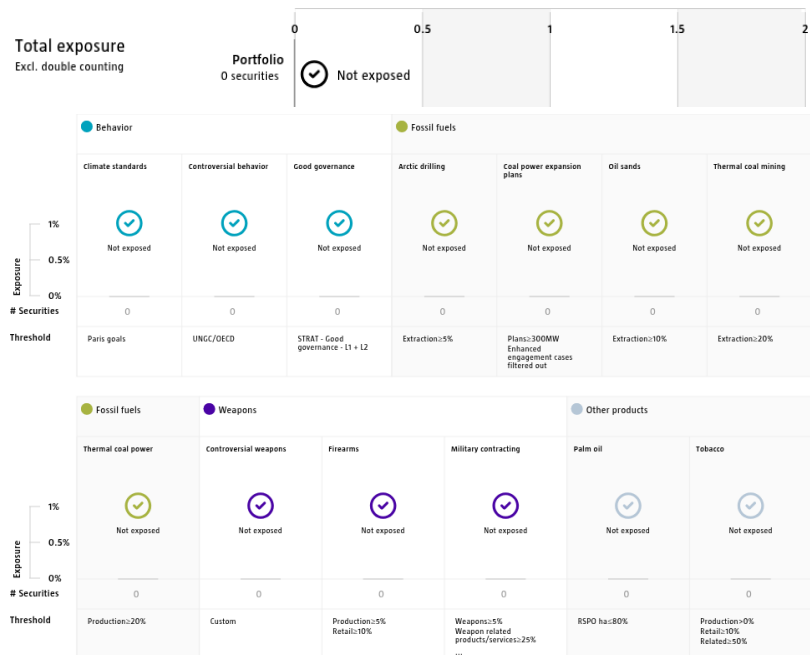 0 0.5 1 1.5 2
Total exposure
Excl. double counting
Portfolio
0 securities
Not exposed
Behavior
Fossil fuels
Climate standards
Controversial behavior
Good governance
Arctic drilling
Coal power expansion
plans
Oil sands
Thermal coal mining
1%
0.5%
0%
Exposure
Not exposed
Not exposed
Not exposed
Not exposed
Not exposed
Not exposed
Not exposed
# Securities
0
0
0
0
0
0
0
Threshold
Paris goals
UNGC/OECD
STRAT - Good
governance - L1 + L2
Extraction≥5%
Plans≥300MW
Enhanced
engagement cases
filtered out
Extraction≥10%
Extraction≥20%
Fossil fuels
Weapons
Other products
Thermal coal power
Controversial weapons
Firearms
Military contracting
Palm oil
Tobacco
1%
0.5%
0%
Exposure
Not exposed
Not exposed
Not exposed
Not exposed
Not exposed
Not exposed
# Securities
0
0
0
0
0
0
Threshold
Production≥20%
Custom
Production≥5%
Retail≥10%
Weapons≥5%
Weapon related
products/services≥25%
RSPO ha≤80%
Production>0%
Retail≥10%
Related≥50%